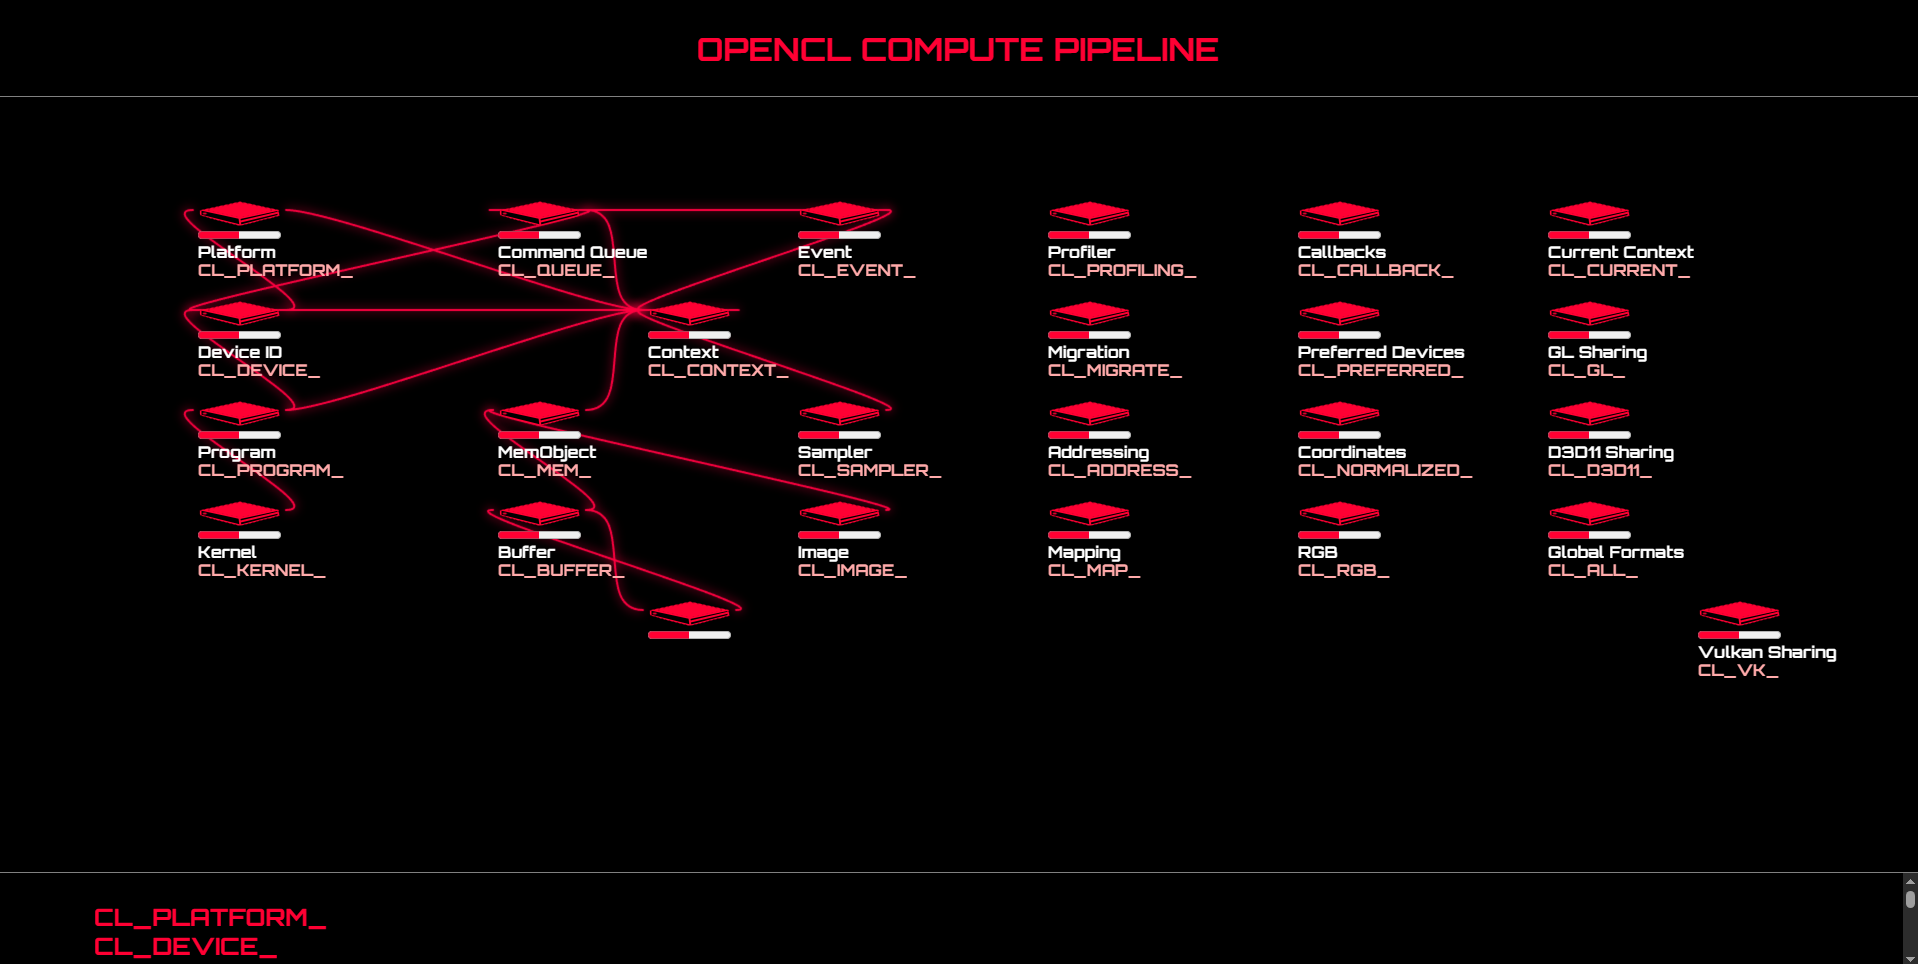 OPENCL COMPUTE PIPELINE
Platform
CL_PLATFORM_
Command Queue
CL_QUEUE_
Event
CL_EVENT_
Profiler
CL_PROFILING_
Callbacks
CL_CALLBACK_
Current Context
CL_CURRENT_
Device ID
CL_DEVICE_
Context
CL_CONTEXT_
Migration
CL_MIGRATE_
Preferred Devices
CL_PREFERRED_
GL Sharing
CL_GL_
Program
CL_PROGRAM_
MemObject
CL_MEM_
Sampler
CL_SAMPLER_
Addressing
CL_ADDRESS_
Coordinates
CL_NORMALIZED_
D3D11 Sharing
CL_D3D11_
Kernel
CL_KERNEL_
Buffer
CL_BUFFER_
Image
CL_IMAGE_
Mapping
CL_MAP_
RGB
CL_RGB_
Global Formats
CL_ALL_
Vulkan Sharing
CL_VK_
CL_PLATFORM_
CL_DEVICE_